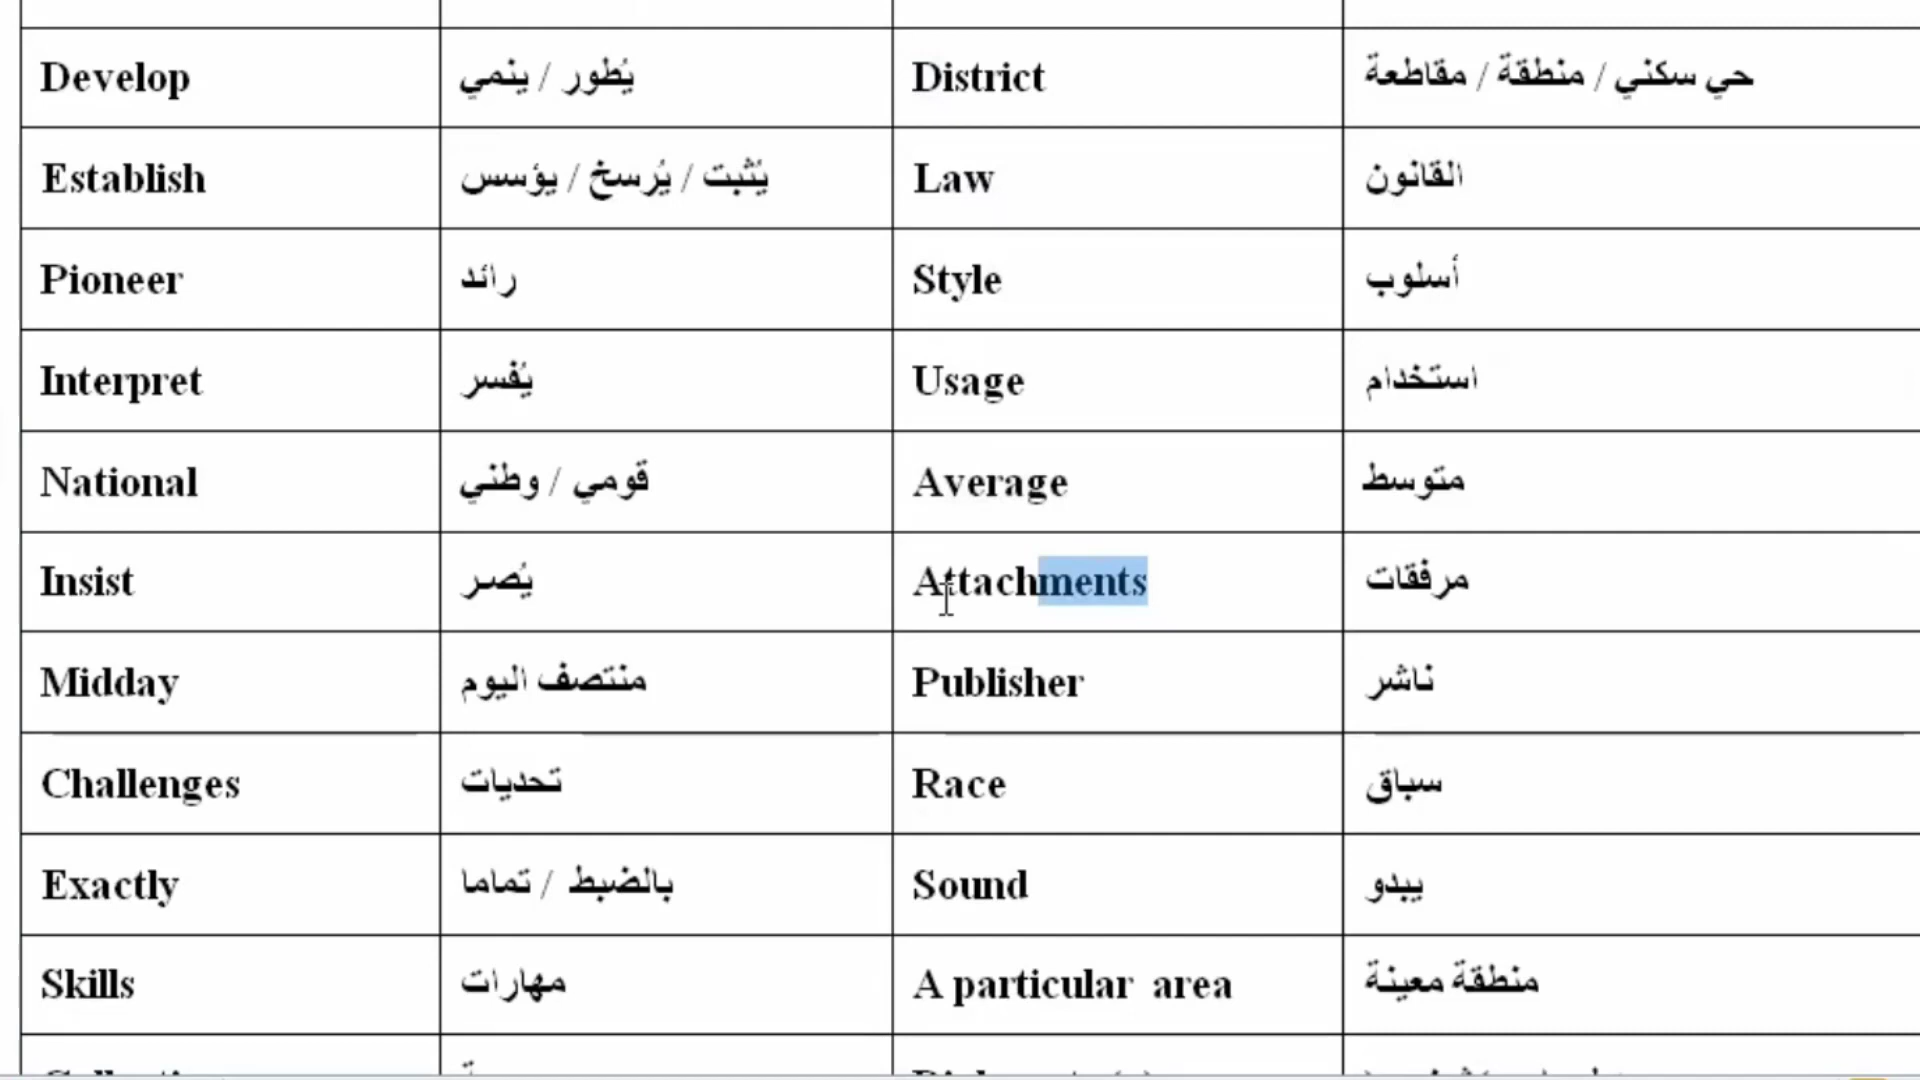 Develop يُطور / ينمي District حي سكني / منطقة / مقاطعة
Establish يُثبت / يُرسخ / يؤسس Law القانون
Pioneer رائد Style أسلوب
Interpret يُفسر Usage استخدام
National قومي / وطني Average متوسط
Insist يُصر Attachments مرفقات
Midday منتصف اليوم Publisher ناشر
Challenges تحديات Race سباق
Exactly بالضبط / تماما Sound يبدو
Skills مهارات A particular area منطقة معينة